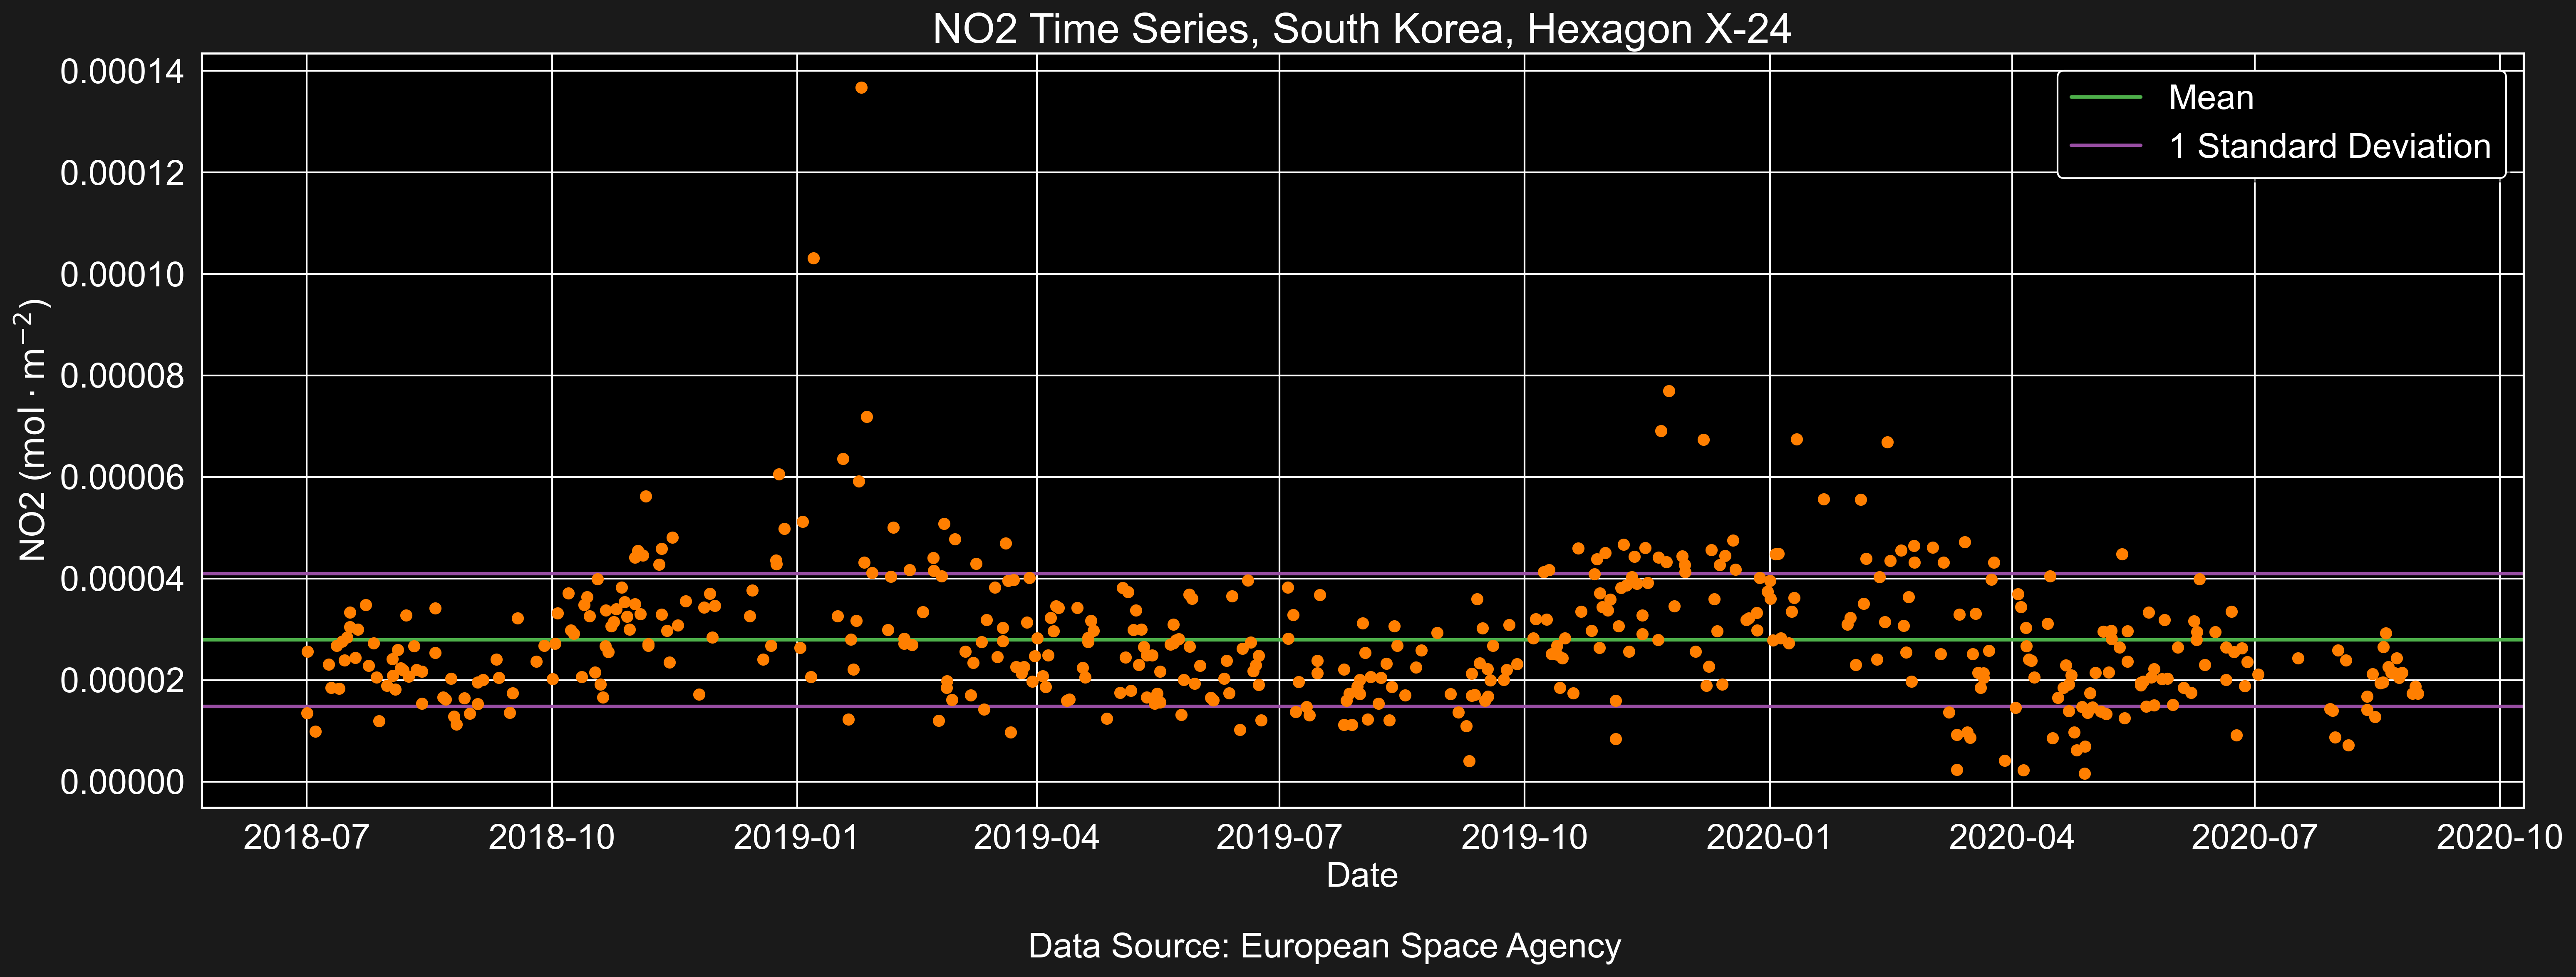 NO2 Time Series, South Korea, Hexagon X-24
0.00014
0.00012
0.00010
0.00008
0.00006
0.00004
0.00002
0.00000
NO2 (mol · m⁻²)
Mean
1 Standard Deviation
2018-07 2018-10 2019-01 2019-04 2019-07 2019-10 2020-01 2020-04 2020-07 2020-10
Date
Data Source: European Space Agency